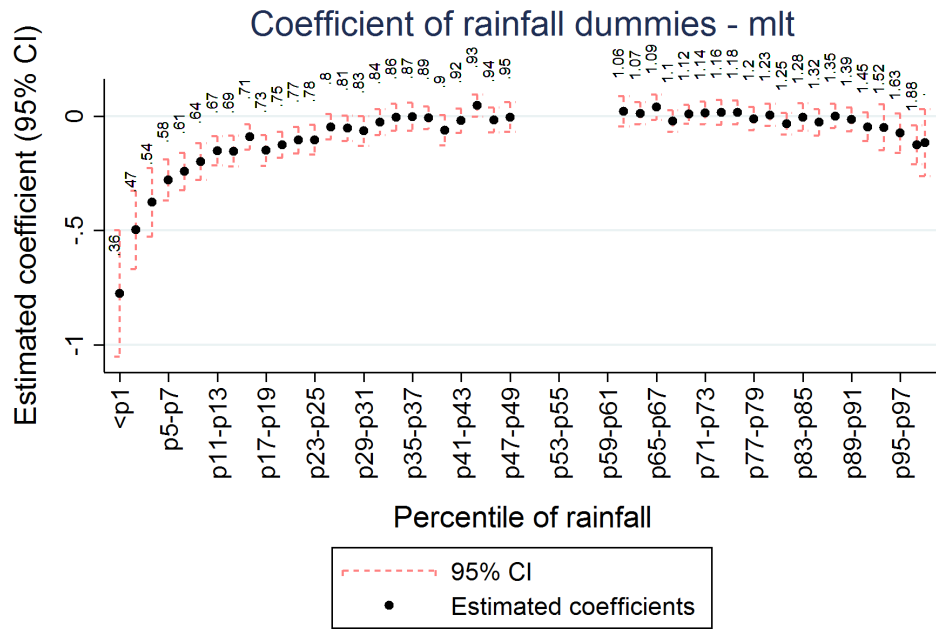 Coefficient of rainfall dummies - mlt
Estimated coefficient (95% CI)
0
-.5
-1
.36
.47
.54
.58
.61
.64
.67
.69
.71
.73
.75
.77
.78
.8
.81
.83
.84
.86
.87
.89
.9
.92
.93
.94
.95
1.06
1.07
1.09
1.1
1.12
1.14
1.16
1.18
1.2
1.23
1.25
1.28
1.32
1.35
1.39
1.45
1.52
1.63
1.88
.
<p1
p5-p7
p11-p13
p17-p19
p23-p25
p29-p31
p35-p37
p41-p43
p47-p49
p53-p55
p59-p61
p65-p67
p71-p73
p77-p79
p83-p85
p89-p91
p95-p97
Percentile of rainfall
95% CI
Estimated coefficients